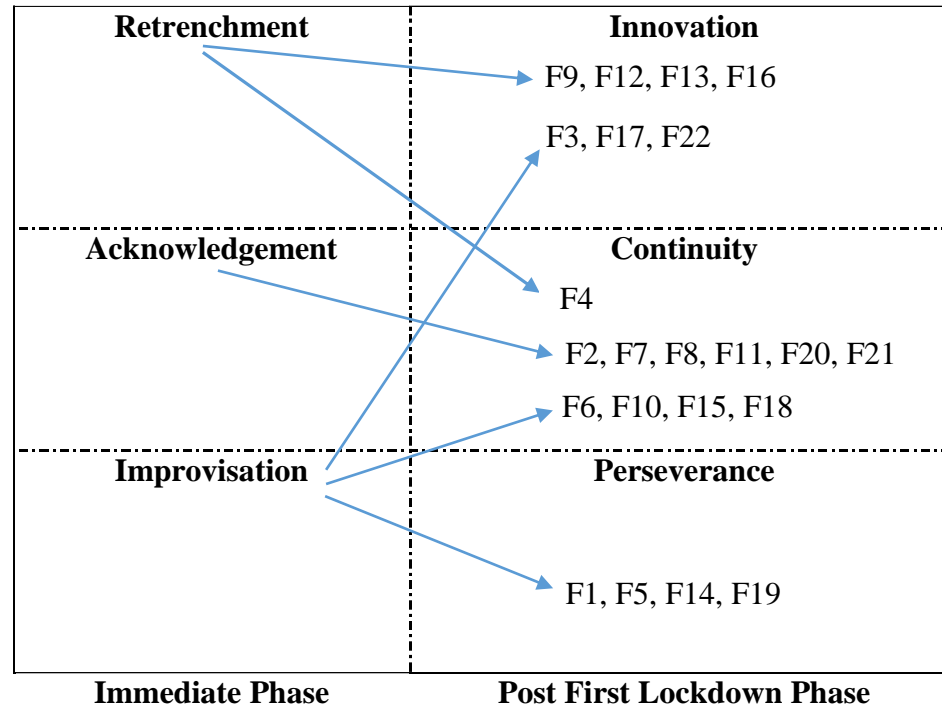 Retrenchment
Innovation
F9, F12, F13, F16
F3, F17, F22
Acknowledgement
Continuity
F4
F2, F7, F8, F11, F20, F21
F6, F10, F15, F18
Improvisation
Perseverance
F1, F5, F14, F19
Immediate Phase
Post First Lockdown Phase